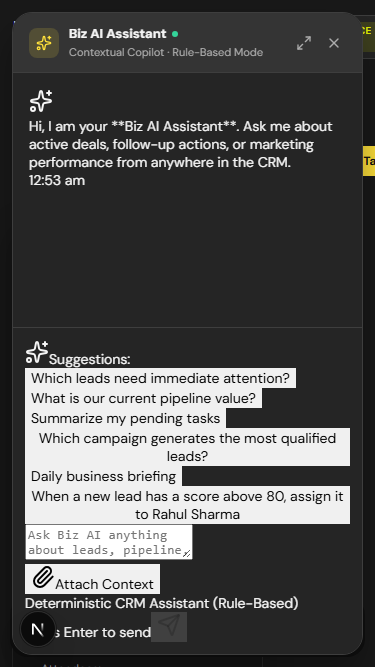 Biz AI Assistant
Contextual Copilot · Rule-Based Mode
CE
Hi, I am your **Biz AI Assistant**. Ask me about
active deals, follow-up actions, or marketing
performance from anywhere in the CRM.
12:53 am
Ta
Suggestions:
Which leads need immediate attention?
What is our current pipeline value?
Summarize my pending tasks
Which campaign generates the most qualified
leads?
Daily business briefing
When a new lead has a score above 80, assign it
to Rahul Sharma
Ask Biz AI anything
about leads, pipeline,
Attach Context
Deterministic CRM Assistant (Rule-Based)
N
s Enter to send